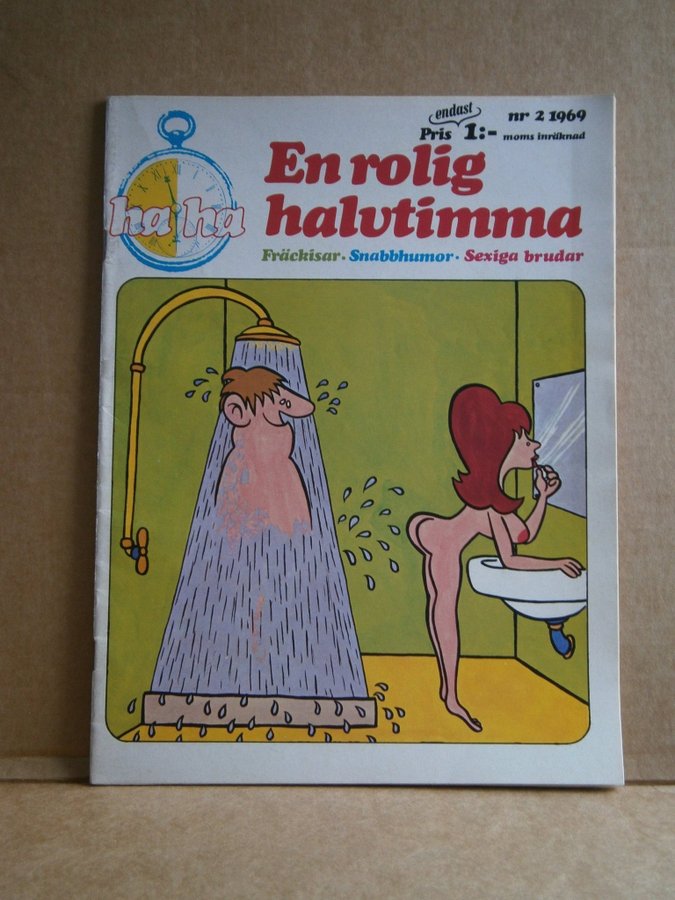 endast
Pris 1:- nr 2 1969
moms inräknad
ha ha
En rolig
halvtimma
Fräckisar · Snabbhumor · Sexiga brudar